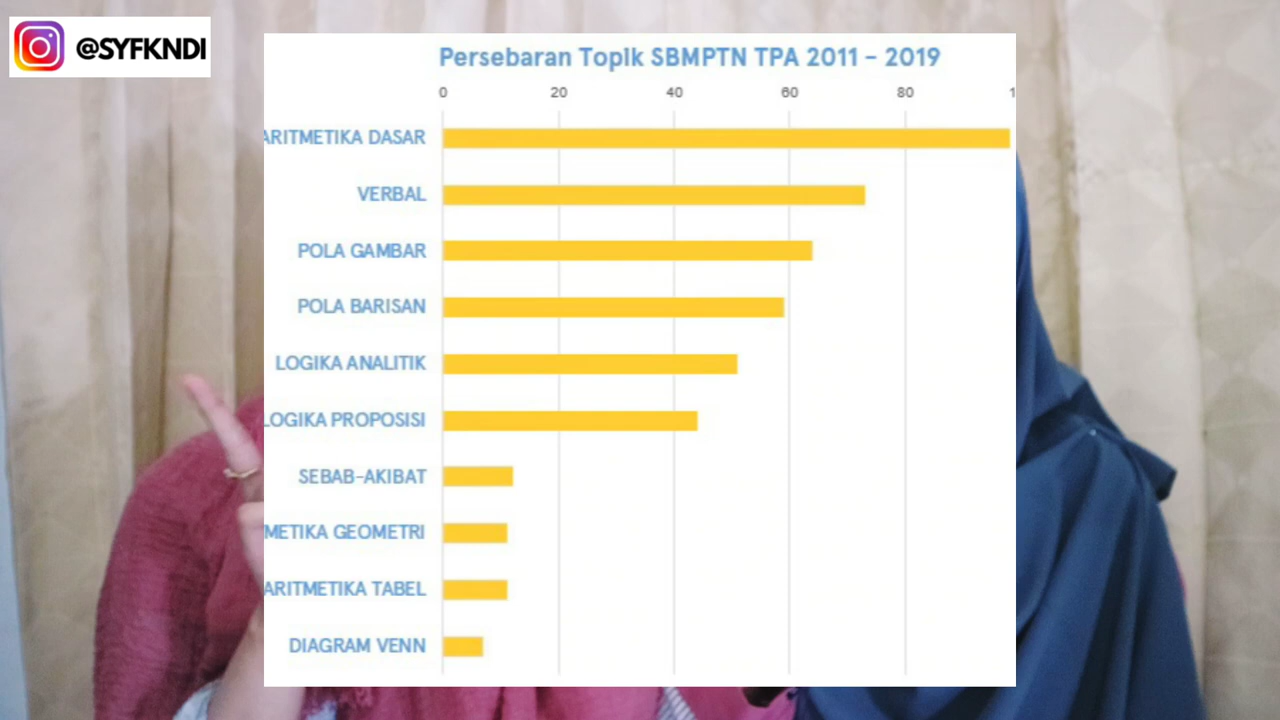 @SYFKNDI
Persebaran Topik SBMPTN TPA 2011 - 2019
0 20 40 60 80 1
ARITMETIKA DASAR
VERBAL
POLA GAMBAR
POLA BARISAN
LOGIKA ANALITIK
LOGIKA PROPOSISI
SEBAB-AKIBAT
METIKA GEOMETRI
ARITMETIKA TABEL
DIAGRAM VENN